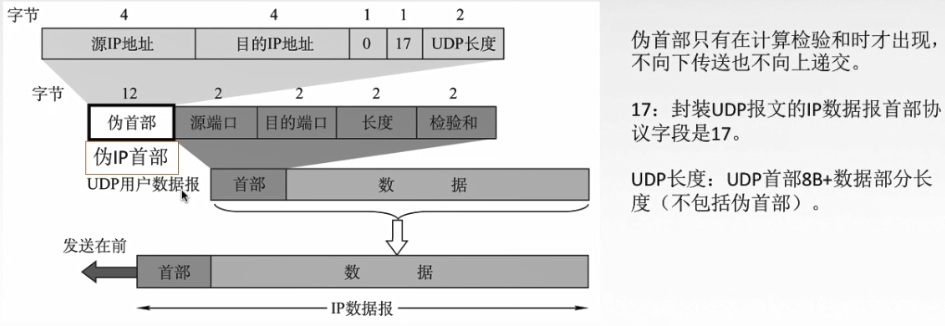 字节 4 4 1 1 2
源IP地址 目的IP地址 0 17 UDP长度
字节 12 2 2 2 2
伪首部 源端口 目的端口 长度 检验和
伪IP首部
UDP用户数据报 首部 数 据
发送在前
首部 数 据
IP数据报
伪首部只有在计算检验和时才出现，
不向下传送也不向上递交。
17：封装UDP报文的IP数据报首部协
议字段是17。
UDP长度：UDP首部8B+数据部分长
度（不包括伪首部）。